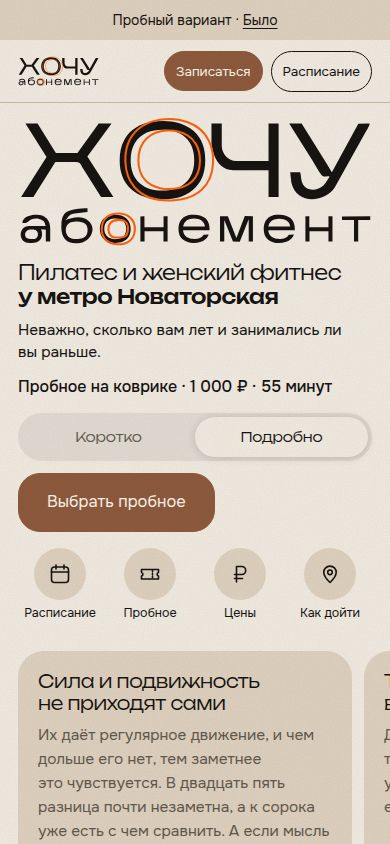 Пробный вариант · Было
ХОЧУ
абонемент
Записаться
Расписание
ХОЧУ
абонемент
Пилатес и женский фитнес
у метро Новаторская
Неважно, сколько вам лет и занимались ли
вы раньше.
Пробное на коврике · 1 000 ₽ · 55 минут
Коротко
Подробно
Выбрать пробное
Расписание
Пробное
Цены
Как дойти
Сила и подвижность
не приходят сами
Их даёт регулярное движение, и чем
дольше его нет, тем заметнее
это чувствуется. В двадцать пять
разница почти незаметна, а к сорока
уже есть с чем сравнить. А если мысль